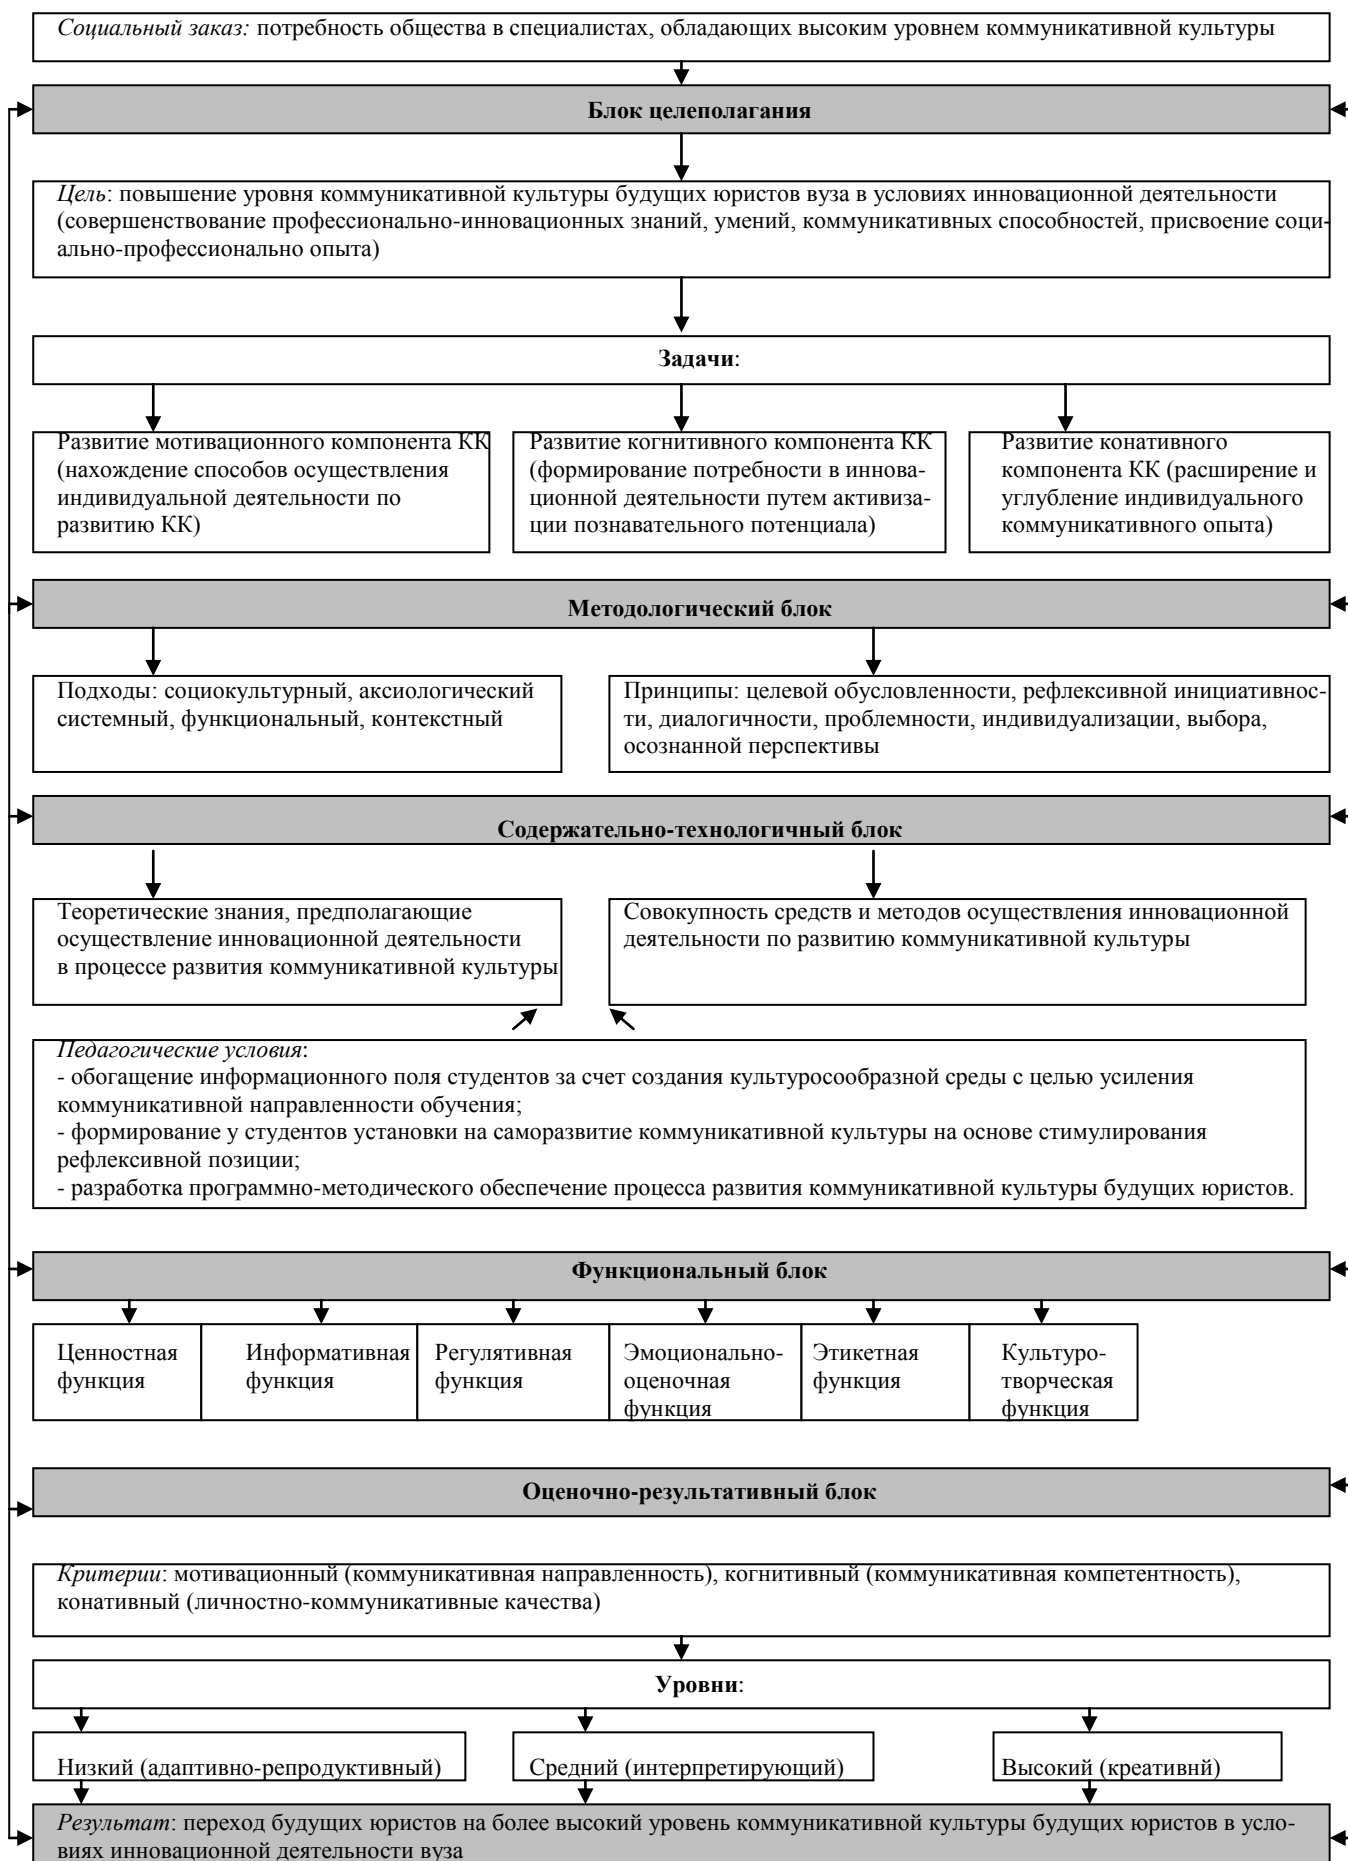 Социальный заказ: потребность общества в специалистах, обладающих высоким уровнем коммуникативной культуры
Блок целеполагания
Цель: повышение уровня коммуникативной культуры будущих юристов вуза в условиях инновационной деятельности
(совершенствование профессионально-инновационных знаний, умений, коммуникативных способностей, присвоение соци-
ально-профессионально опыта)
Задачи:
Развитие мотивационного компонента КК
(нахождение способов осуществления
индивидуальной деятельности по
развитию КК)
Развитие когнитивного компонента КК
(формирование потребности в иннова-
ционной деятельности путем активиза-
ции познавательного потенциала)
Развитие конативного
компонента КК (расширение и
углубление индивидуального
коммуникативного опыта)
Методологический блок
Подходы: социокультурный, аксиологический
системный, функциональный, контекстный
Принципы: целевой обусловленности, рефлексивной инициативнос-
ти, диалогичности, проблемности, индивидуализации, выбора,
осознанной перспективы
Содержательно-технологичный блок
Теоретические знания, предполагающие
осуществление инновационной деятельности
в процессе развития коммуникативной культуры
Совокупность средств и методов осуществления инновационной
деятельности по развитию коммуникативной культуры
Педагогические условия:
- обогащение информационного поля студентов за счет создания культуросообразной среды с целью усиления
коммуникативной направленности обучения;
- формирование у студентов установки на саморазвитие коммуникативной культуры на основе стимулирования
рефлексивной позиции;
- разработка программно-методического обеспечение процесса развития коммуникативной культуры будущих юристов.
Функциональный блок
Ценностная
функция
Информативная
функция
Регулятивная
функция
Эмоционально-
оценочная
функция
Этикетная
функция
Культуро-
творческая
функция
Оценочно-результативный блок
Критерии: мотивационный (коммуникативная направленность), когнитивный (коммуникативная компетентность),
конативный (личностно-коммуникативные качества)
Уровни:
Низкий (адаптивно-репродуктивный)
Средний (интерпретирующий)
Высокий (креативнй)
Результат: переход будущих юристов на более высокий уровень коммуникативной культуры будущих юристов в усло-
виях инновационной деятельности вуза